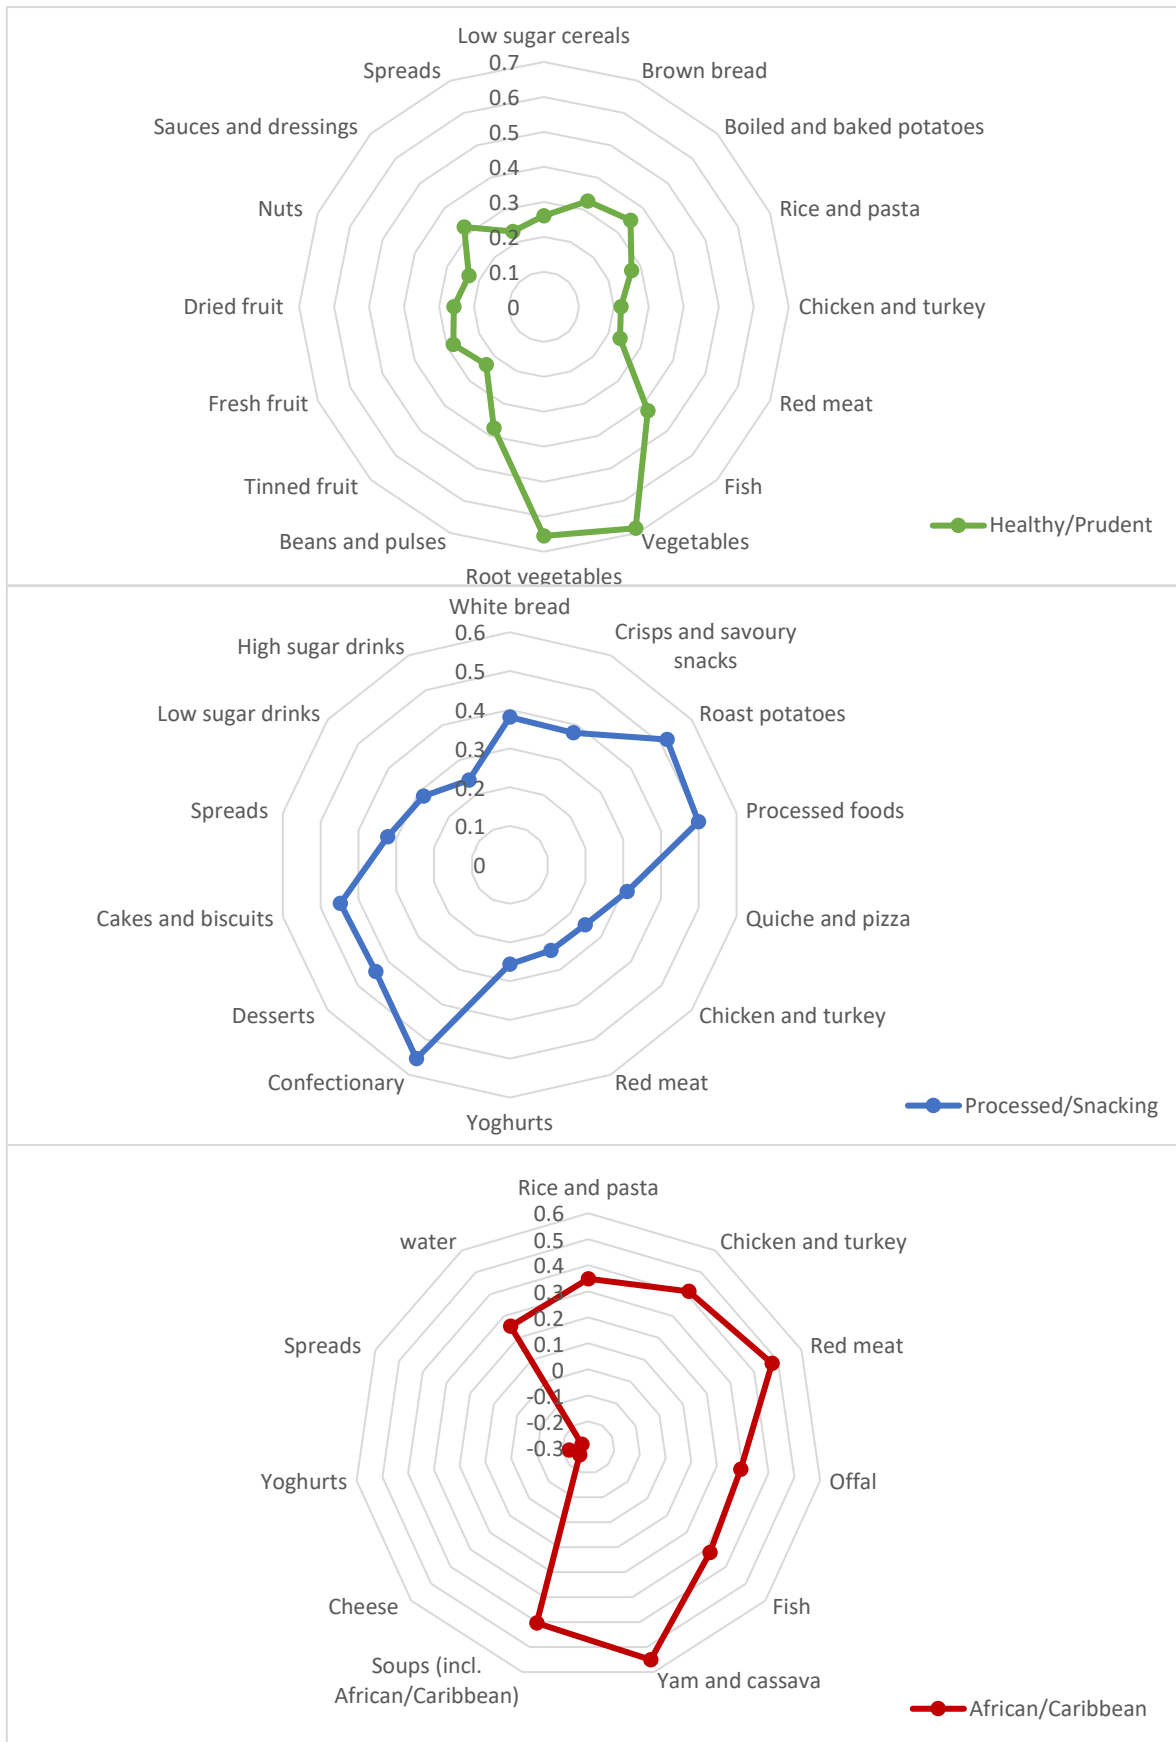 Low sugar cereals
0.7
Spreads
Brown bread
0.6
Sauces and dressings
0.5
Boiled and baked potatoes
0.4
Nuts
0.3
Rice and pasta
0.2
0.1
Dried fruit
0
Chicken and turkey
Fresh fruit
Red meat
Tinned fruit
Fish
Healthy/Prudent
Beans and pulses
Vegetables
Root vegetables
White bread
0.6
High sugar drinks
Crisps and savoury
snacks
0.5
Low sugar drinks
0.4
Roast potatoes
0.3
Spreads
0.2
Processed foods
0.1
0
Cakes and biscuits
Quiche and pizza
Desserts
Chicken and turkey
Confectionary
Red meat
Processed/Snacking
Yoghurts
Rice and pasta
0.6
water
Chicken and turkey
0.5
0.4
0.3
0.2
Spreads
0.1
Red meat
0
-0.1
-0.2
-0.3
Yoghurts
Offal
Cheese
Fish
Soups (incl.
African/Caribbean)
Yam and cassava
African/Caribbean